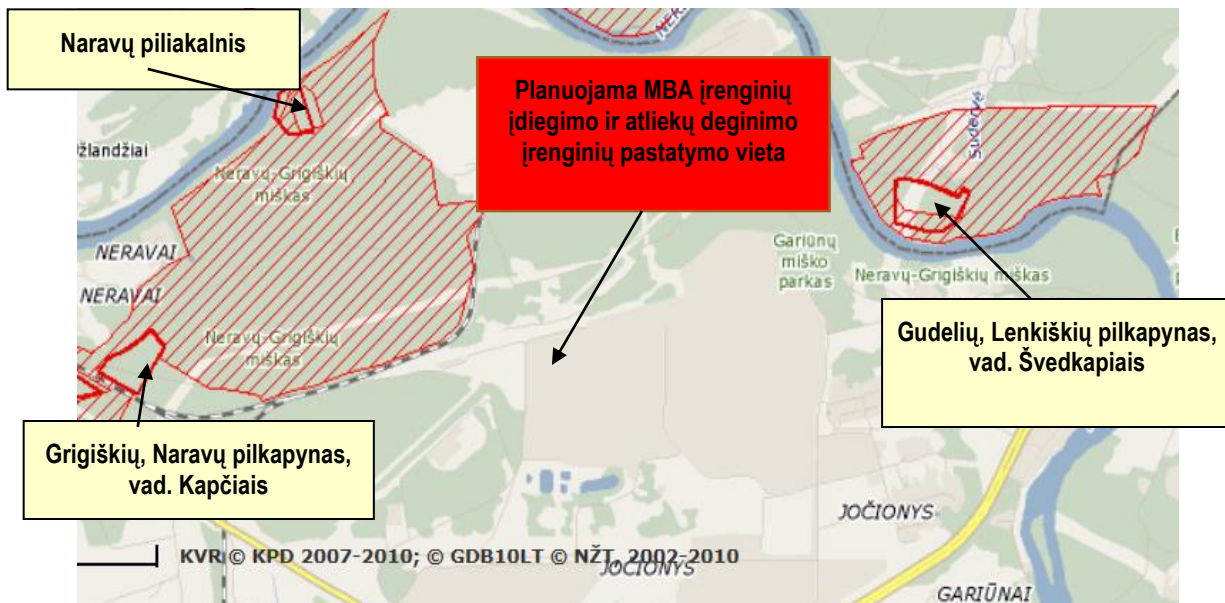 Naravų piliakalnis
Planuojama MBA įrenginių
įdiegimo ir atliekų deginimo
įrenginių pastatymo vieta
Neravų-Grigiškių
miškas
NERAVAI
NERAVAI
Neravų-Grigiškių
miškas
Sudervė
Gariūnų
miško
parkas
Neravų-Grigiškių miškas
Gudelių, Lenkiškių pilkapynas,
vad. Švedkapiais
Grigiškių, Naravų pilkapynas,
vad. Kapčiais
JOČIONYS
KVR © KPD 2007-2010; © GDB10LT © NŽT, 2002-2010
JOČIONYS
GARIŪNAI